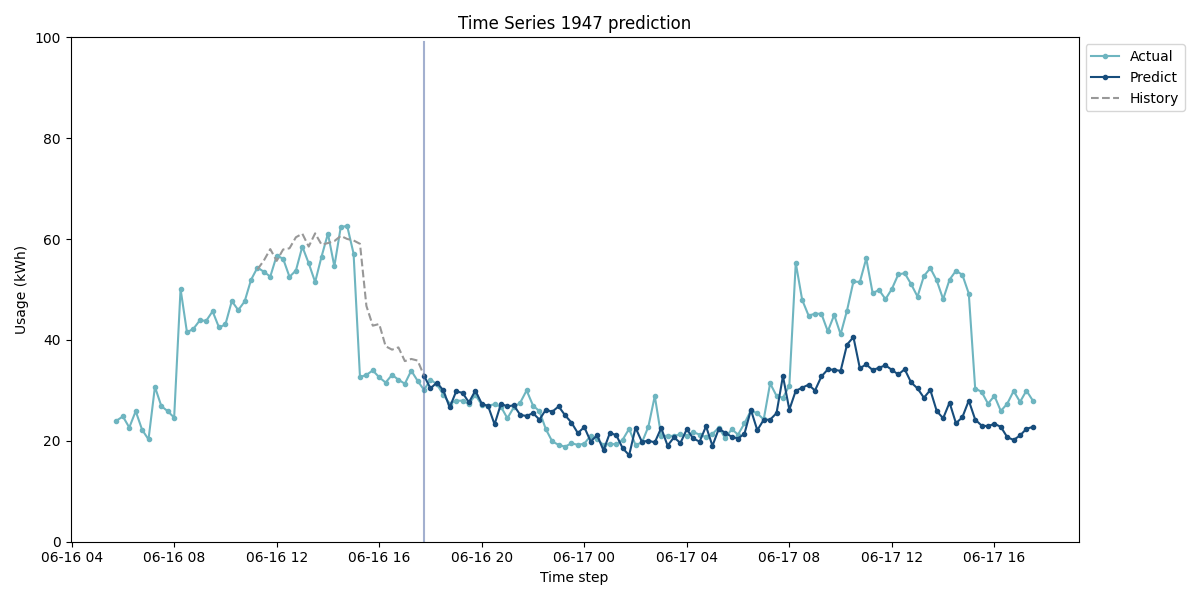 Time Series 1947 prediction
100
80
60
40
20
0
Usage (kWh)
06-16 04
06-16 08
06-16 12
06-16 16
06-16 20
06-17 00
06-17 04
06-17 08
06-17 12
06-17 16
Time step
Actual
Predict
History